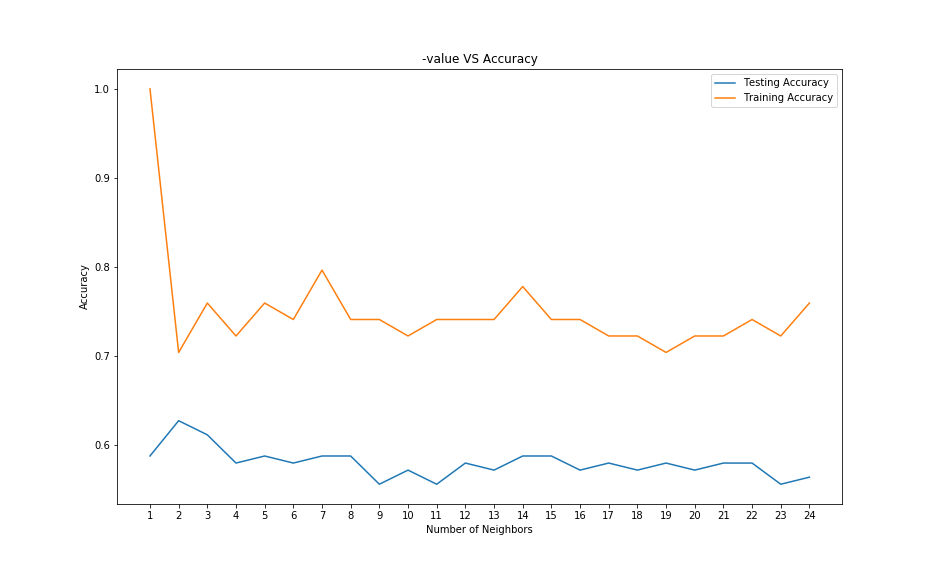 -value VS Accuracy
Testing Accuracy
Training Accuracy
1.0
0.9
0.8
0.7
0.6
Accuracy
1 2 3 4 5 6 7 8 9 10 11 12 13 14 15 16 17 18 19 20 21 22 23 24
Number of Neighbors